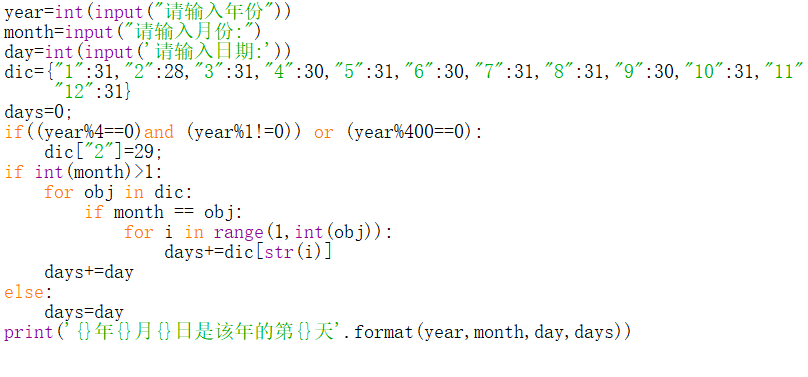 year=int(input("请输入年份"))
month=input("请输入月份:")
day=int(input('请输入日期:'))
dic={"1":31,"2":28,"3":31,"4":30,"5":31,"6":30,"7":31,"8":31,"9":30,"10":31,"11"
"12":31}
days=0;
if((year%4==0)and (year%1!=0)) or (year%400==0):
    dic["2"]=29;
if int(month)>1:
    for obj in dic:
        if month == obj:
            for i in range(1,int(obj)):
                days+=dic[str(i)]
    days+=day
else:
    days=day
print('{}年{}月{}日是该年的第{}天'.format(year,month,day,days))